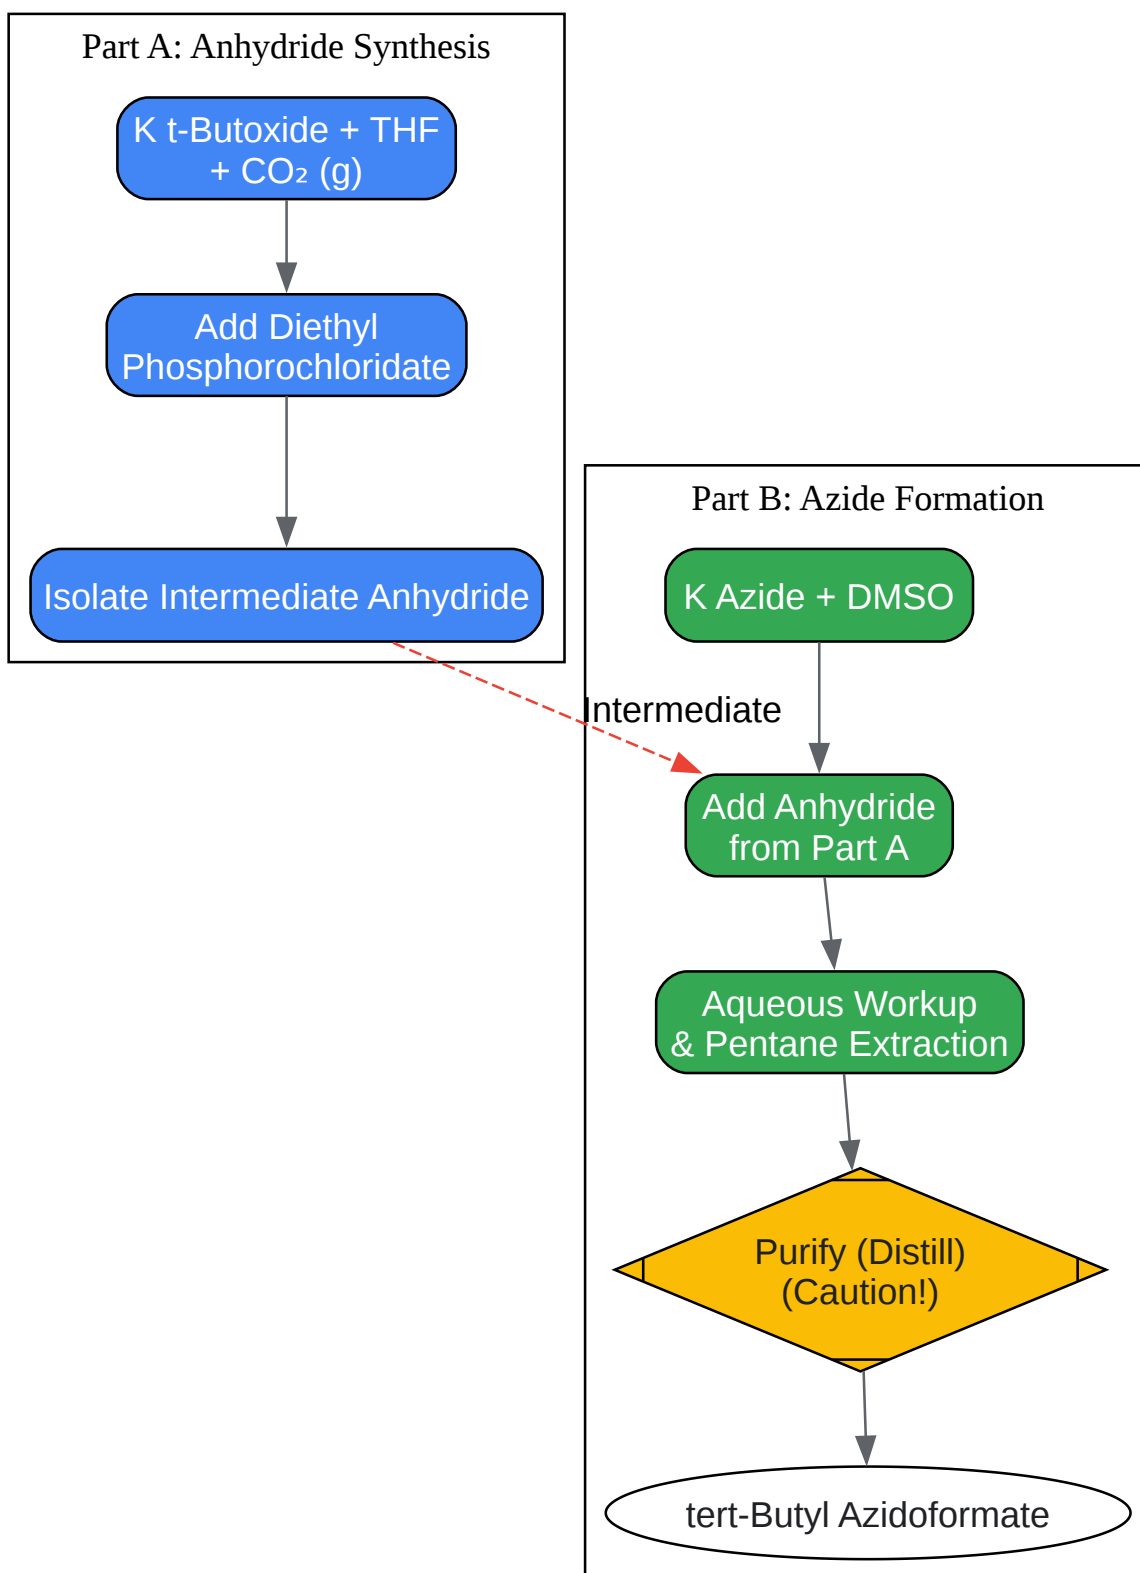 Part A: Anhydride Synthesis
K t-Butoxide + THF
+ CO₂ (g)
Add Diethyl
Phosphorochloridate
Isolate Intermediate Anhydride
Part B: Azide Formation
K Azide + DMSO
Intermediate
Add Anhydride
from Part A
Aqueous Workup
& Pentane Extraction
Purify (Distill)
(Caution!)
tert-Butyl Azidoformate